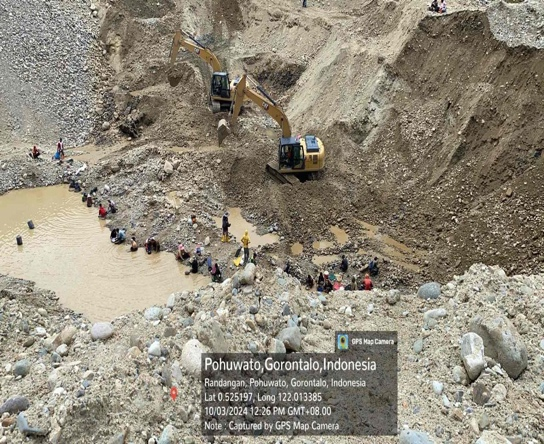 GPS Map Camera
Pohuwato,Gorontalo,Indonesia
Randangan, Pohuwato, Gorontalo, Indonesia
Lat 0.525197, Long 122.013385
10/03/2024 12:26 PM GMT+08.00
Note : Captured by GPS Map Camera